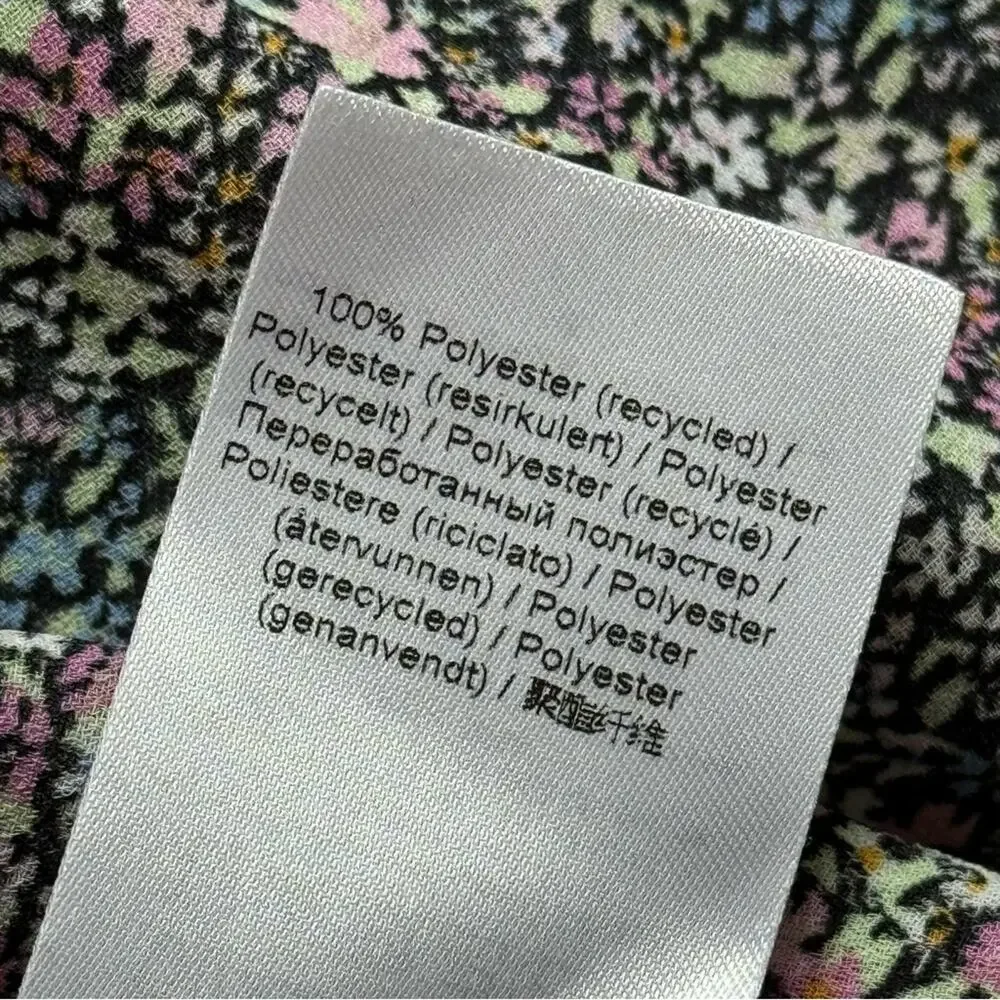 100% Polyester (recycled) /
Polyester (resirkulert) / Polyester
(recycelt) / Polyester (recyclé) /
Переработанный полиэстер /
Poliestere (riciclato) / Polyester
(återvunnen) / Polyester
(gerecycled) / Polyester
(genanvendt) / 聚酯纤维